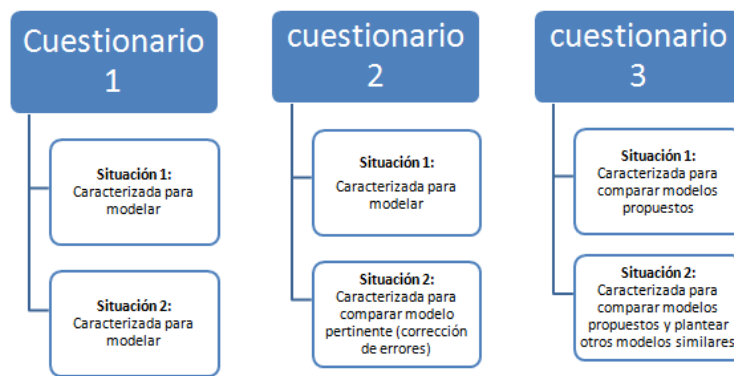 Cuestionario
1
Situación 1:
Caracterizada para
modelar
Situación 2:
Caracterizada para
modelar
cuestionario
2
Situación 1:
Caracterizada para
modelar
Situación 2:
Caracterizada para
comparar modelo
pertinente (corrección
de errores)
cuestionario
3
Situación 1:
Caracterizada para
comparar modelos
propuestos
Situación 2:
Caracterizada para
comparar modelos
propuestos y plantear
otros modelos similares